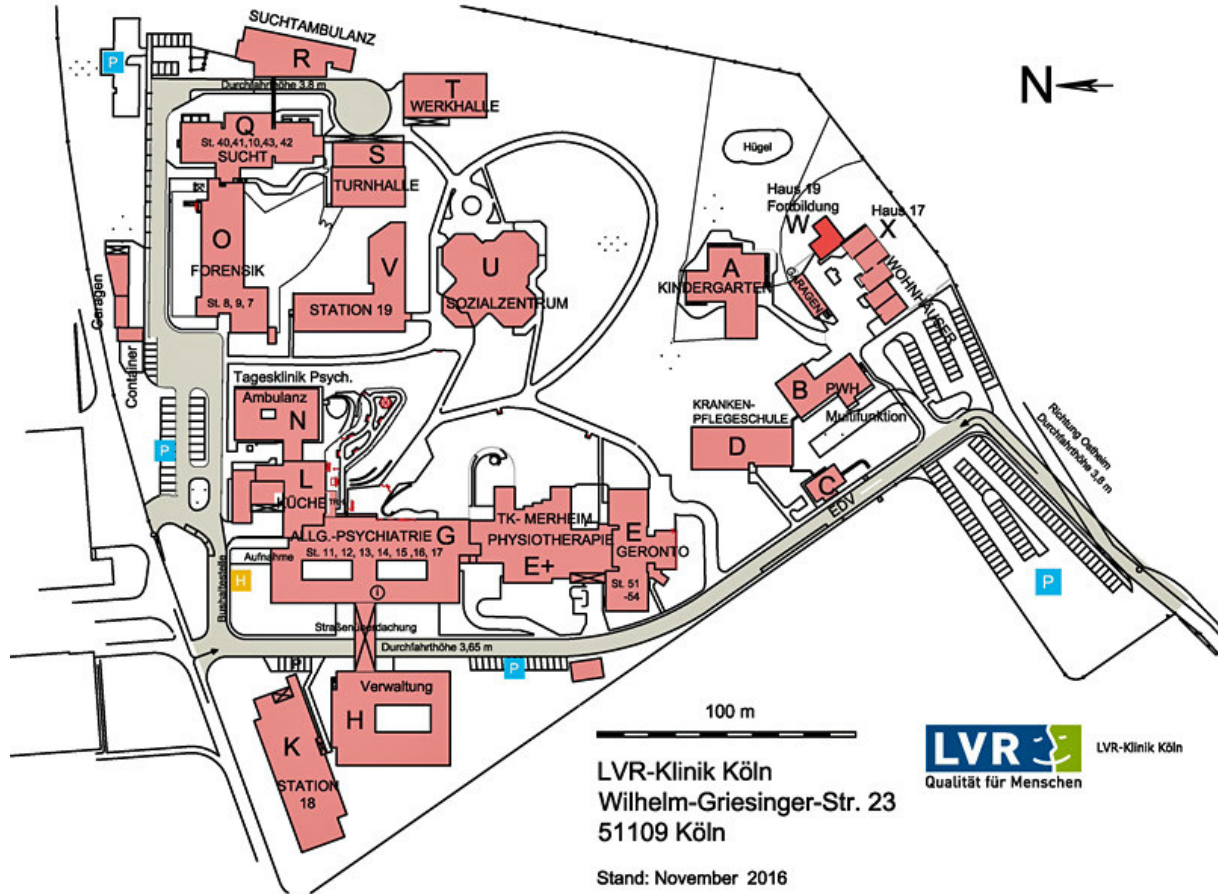 SUCHTAMBULANZ
R
P
Durchfahrthöhe 3,8 m
T
WERKHALLE
N
Q
St. 40,41,10,43, 42
SUCHT
S
TURNHALLE
Hügel
Haus 19
Fortbildung
W
Haus 17
X
O
FORENSIK
St. 8, 9, 7
V
STATION 19
U
SOZIALZENTRUM
A
KINDERGARTEN
GARAGEN
WOHNHÄUSER
Garagen
Container
Tagesklinik Psych.
Ambulanz
N
P
L
KÜCHE
B
PWH
Multifunktion
KRANKEN-
PFLEGESCHULE
D
C
EDV
Richtung Ostheim
Durchfahrthöhe 3,8 m
ALLG.-PSYCHIATRIE G
St. 11, 12, 13, 14, 15 ,16, 17
Aufnahme
TK- MERHEIM
PHYSIOTHERAPIE
E+
E
GERONTO
St. 51
-54
H
Bushaltestelle
i
P
Straßenüberdachung
Durchfahrthöhe 3,65 m
P
Verwaltung
H
K
STATION
18
100 m
LVR-Klinik Köln
Wilhelm-Griesinger-Str. 23
51109 Köln
Stand: November 2016
LVR
Qualität für Menschen
LVR-Klinik Köln